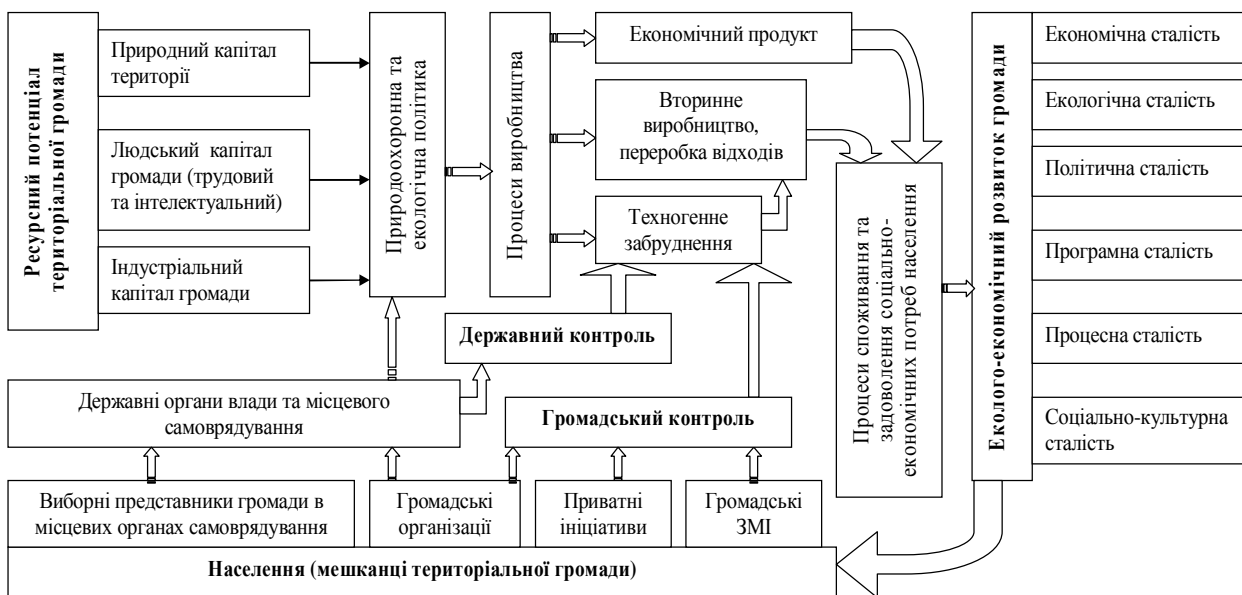 Ресурсний потенціал
територіальної громади
Природний капітал
території
Людський капітал
громади (трудовий
та інтелектуальний)
Індустріальний
капітал громади
Природоохоронна та
екологічна політика
Процеси виробництва
Економічний продукт
Вторинне
виробництво,
переробка відходів
Техногенне
забруднення
Державний контроль
Громадський контроль
Державні органи влади та місцевого
самоврядування
Виборні представники громади в
місцевих органах самоврядування
Громадські
організації
Приватні
ініціативи
Громадські
ЗМІ
Населення (мешканці територіальної громади)
Процеси споживання та
задоволення соціально-
економічних потреб населення
Еколого-економічний розвиток громади
Економічна сталість
Екологічна сталість
Політична сталість
Програмна сталість
Процесна сталість
Соціально-культурна
сталість